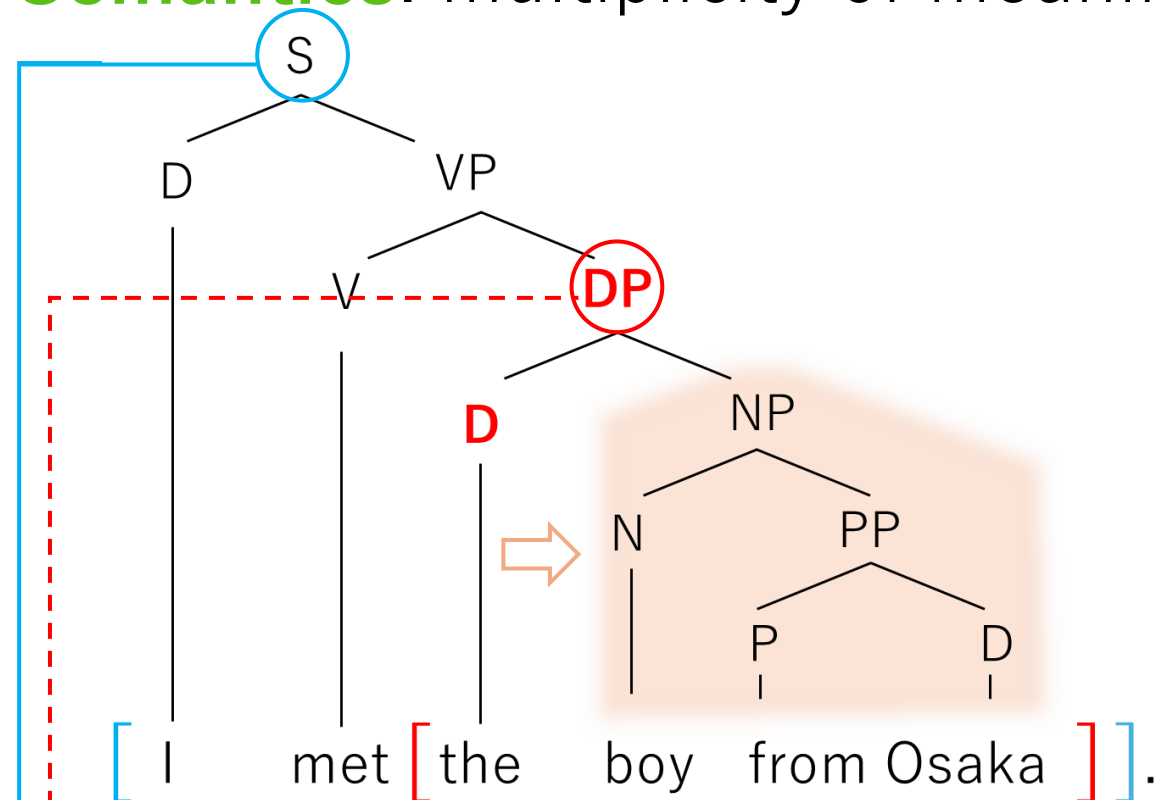 S
D VP
V DP
D NP
N PP
P D
[ I met [ the boy from Osaka ] ] .